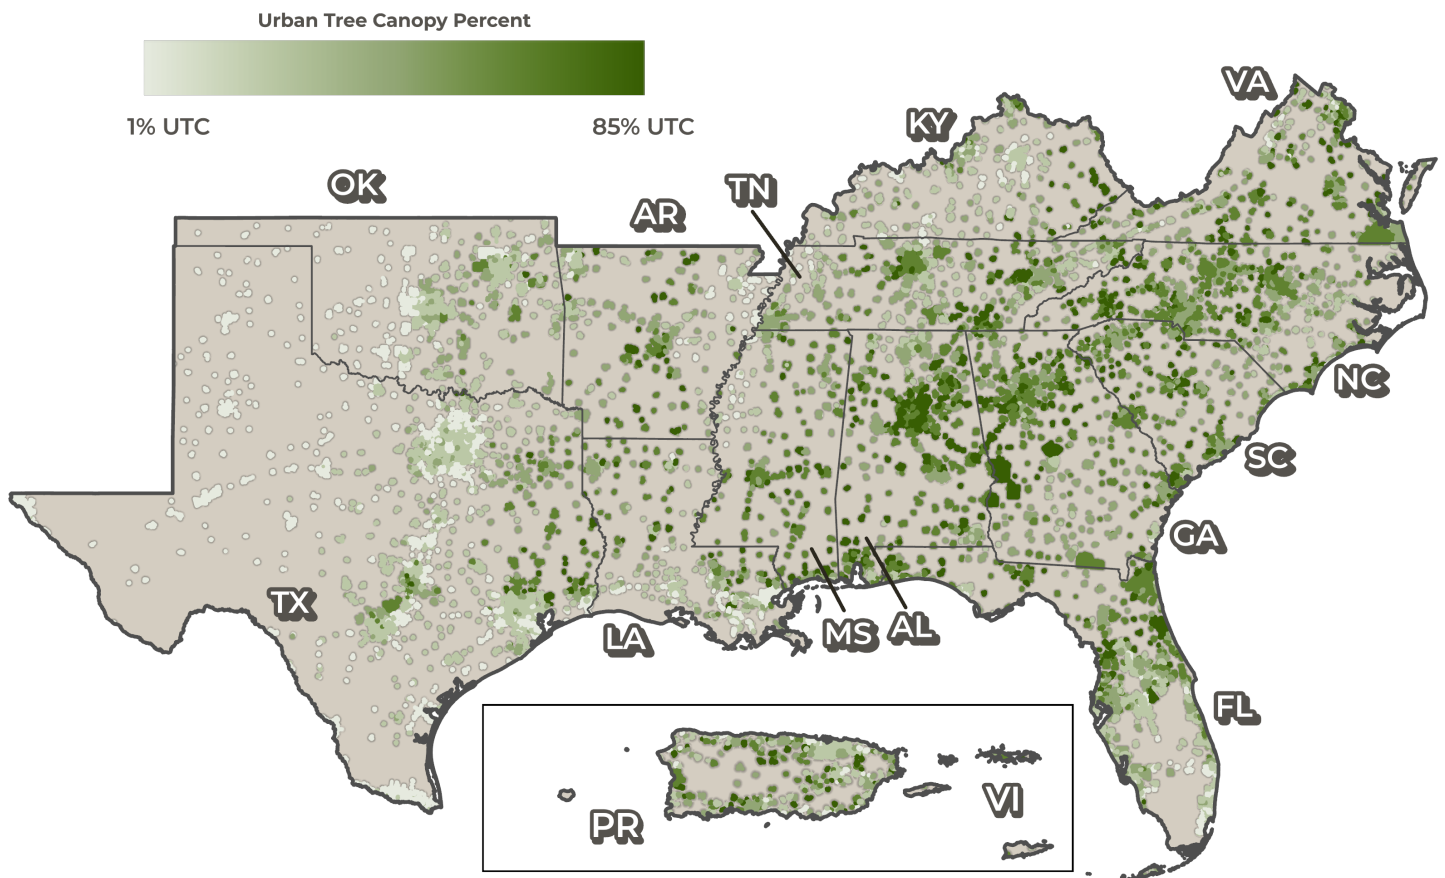 Urban Tree Canopy Percent
1% UTC
85% UTC
VA
KY
OK
TN
AR
NC
SC
GA
TX
LA
MS
AL
FL
VI
PR